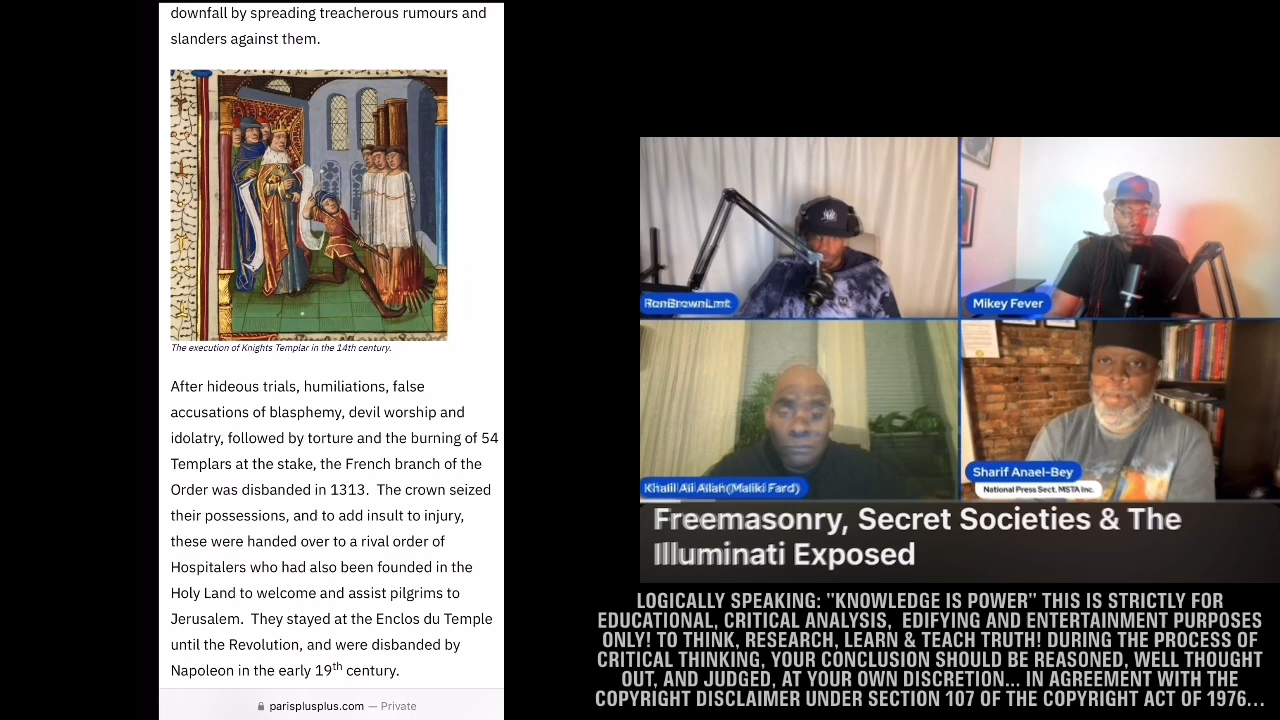 downfall by spreading treacherous rumours and
slanders against them.
The execution of Knights Templar in the 14th century.
After hideous trials, humiliations, false
accusations of blasphemy, devil worship and
idolatry, followed by torture and the burning of 54
Templars at the stake, the French branch of the
Order was disbanded in 1313.  The crown seized
their possessions, and to add insult to injury,
these were handed over to a rival order of
Hospitalers who had also been founded in the
Holy Land to welcome and assist pilgrims to
Jerusalem.  They stayed at the Enclos du Temple
until the Revolution, and were disbanded by
Napoleon in the early 19th century.
parisplusplus.com — Private
RonBrownLmt
Mikey Fever
Khalil Ali Allah(Maliki Fard)
Sharif Anael-Bey
National Press Sect. MSTA Inc.
Freemasonry, Secret Societies & The
Illuminati Exposed
LOGICALLY SPEAKING: "KNOWLEDGE IS POWER" THIS IS STRICTLY FOR
EDUCATIONAL, CRITICAL ANALYSIS, EDIFYING AND ENTERTAINMENT PURPOSES
ONLY! TO THINK, RESEARCH, LEARN & TEACH TRUTH! DURING THE PROCESS OF
CRITICAL THINKING, YOUR CONCLUSION SHOULD BE REASONED, WELL THOUGHT
OUT, AND JUDGED, AT YOUR OWN DISCRETION... IN AGREEMENT WITH THE
COPYRIGHT DISCLAIMER UNDER SECTION 107 OF THE COPYRIGHT ACT OF 1976...